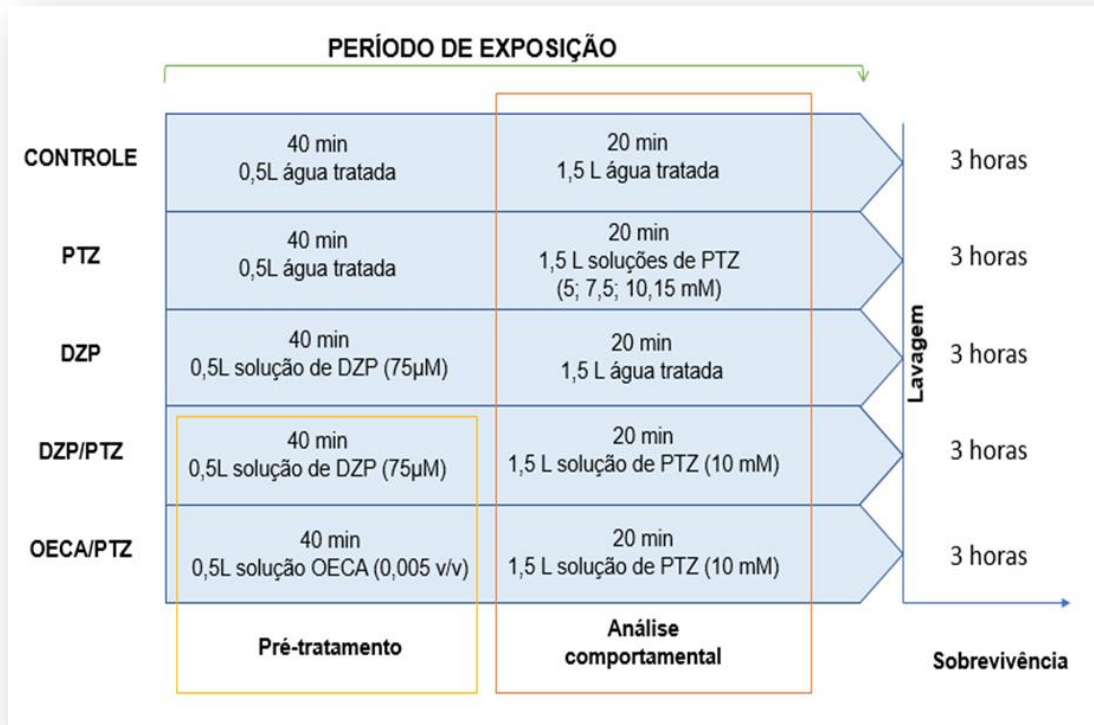 PERÍODO DE EXPOSIÇÃO
CONTROLE
40 min
0,5L água tratada
20 min
1,5 L água tratada
3 horas
PTZ
40 min
0,5L água tratada
20 min
1,5 L soluções de PTZ
(5; 7,5; 10,15 mM)
3 horas
DZP
40 min
0,5L solução de DZP (75µM)
20 min
1,5 L água tratada
3 horas
DZP/PTZ
40 min
0,5L solução de DZP (75µM)
20 min
1,5 L solução de PTZ (10 mM)
3 horas
OECA/PTZ
40 min
0,5L solução OECA (0,005 v/v)
20 min
1,5 L solução de PTZ (10 mM)
3 horas
Lavagem
Pré-tratamento
Análise
comportamental
Sobrevivência